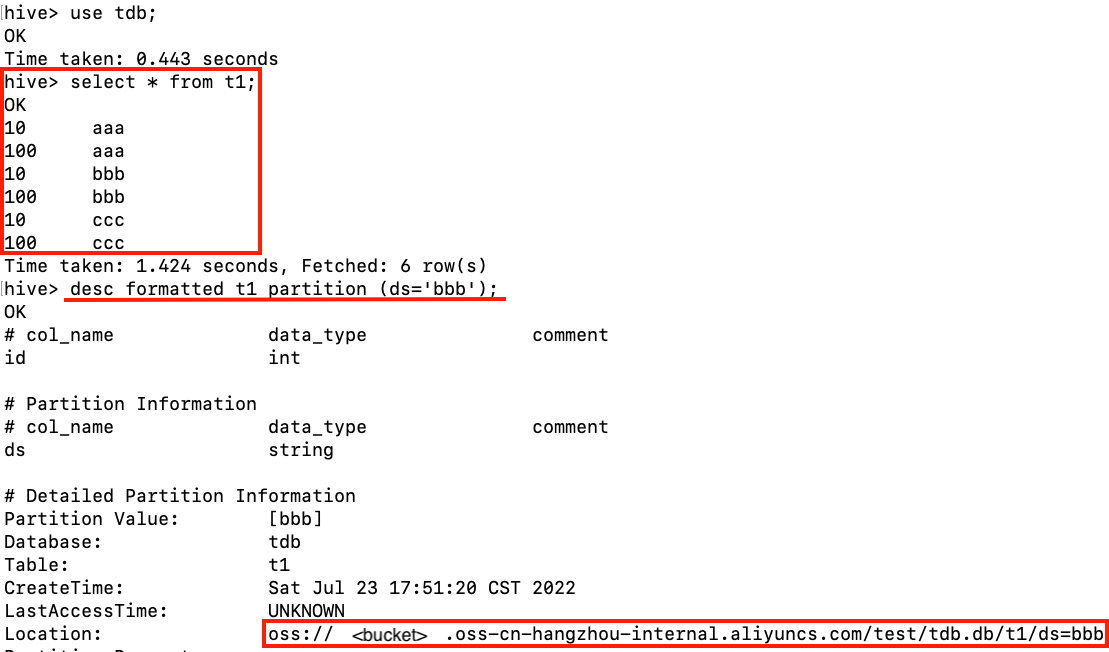 hive> use tdb;
OK
Time taken: 0.443 seconds
hive> select * from t1;
OK
10      aaa
100     aaa
10      bbb
100     bbb
10      ccc
100     ccc
Time taken: 1.424 seconds, Fetched: 6 row(s)
hive> desc formatted t1 partition (ds='bbb');
OK
# col_name              data_type               comment
id                      int

# Partition Information
# col_name              data_type               comment
ds                      string

# Detailed Partition Information
Partition Value:        [bbb]
Database:               tdb
Table:                  t1
CreateTime:             Sat Jul 23 17:51:20 CST 2022
LastAccessTime:         UNKNOWN
Location:               oss:// <bucket> .oss-cn-hangzhou-internal.aliyuncs.com/test/tdb.db/t1/ds=bbb